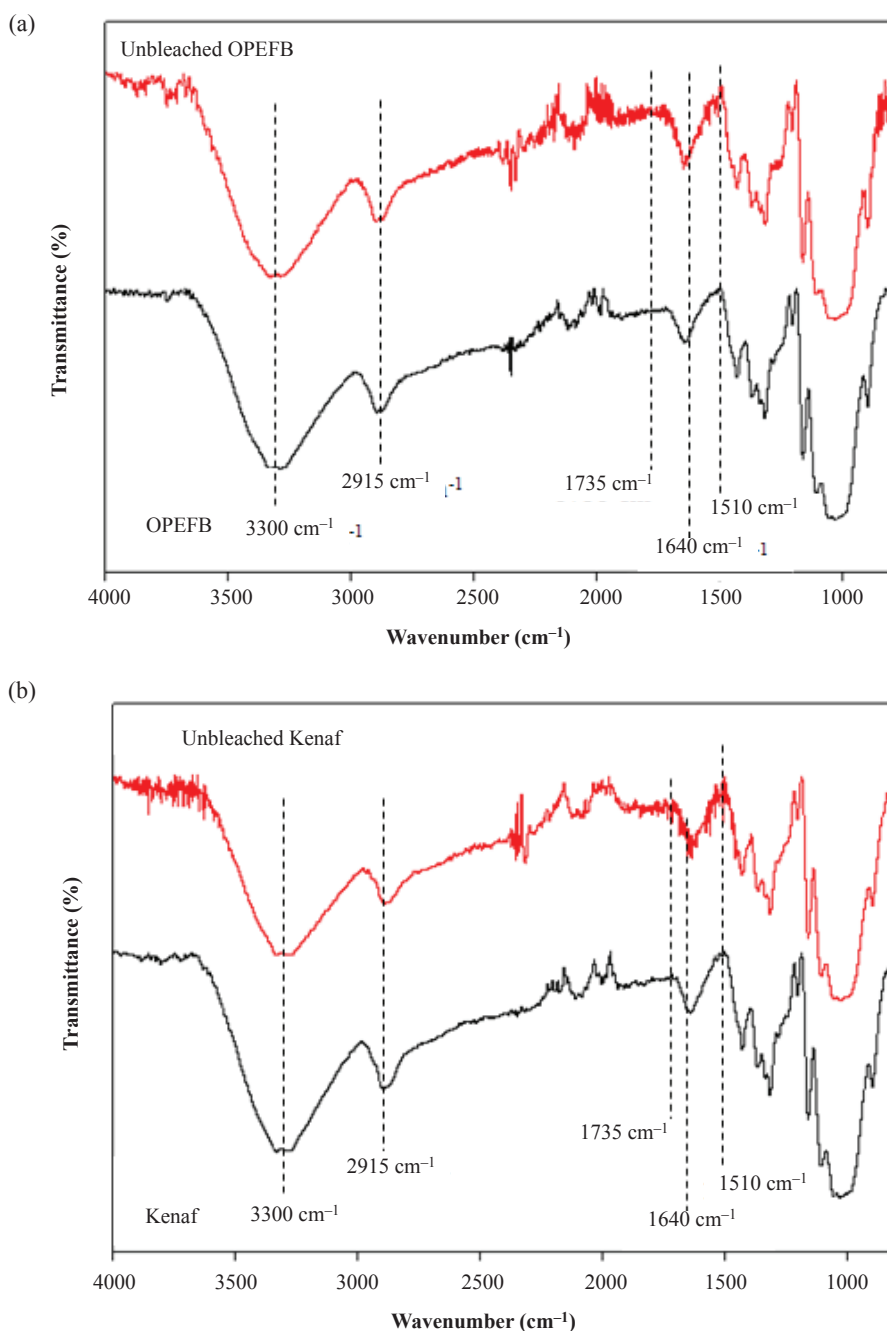 (a)
Unbleached OPEFB
Transmittance (%)
2915 cm⁻¹
-1
1735 cm⁻¹
1510 cm⁻¹
OPEFB
3300 cm⁻¹
-1
1640 cm⁻¹
-1
4000 3500 3000 2500 2000 1500 1000
Wavenumber (cm⁻¹)
(b)
Unbleached Kenaf
Transmittance (%)
1735 cm⁻¹
2915 cm⁻¹
1510 cm⁻¹
Kenaf
3300 cm⁻¹
1640 cm⁻¹
4000 3500 3000 2500 2000 1500 1000
Wavenumber (cm⁻¹)